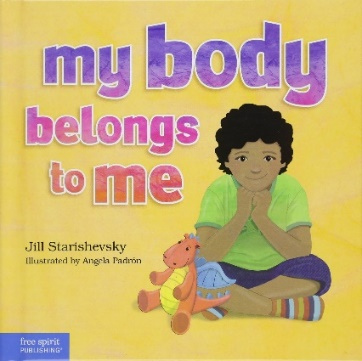 my body
belongs
to me
Jill Starishevsky
Illustrated by Angela Padrón
free spirit
PUBLISHING®